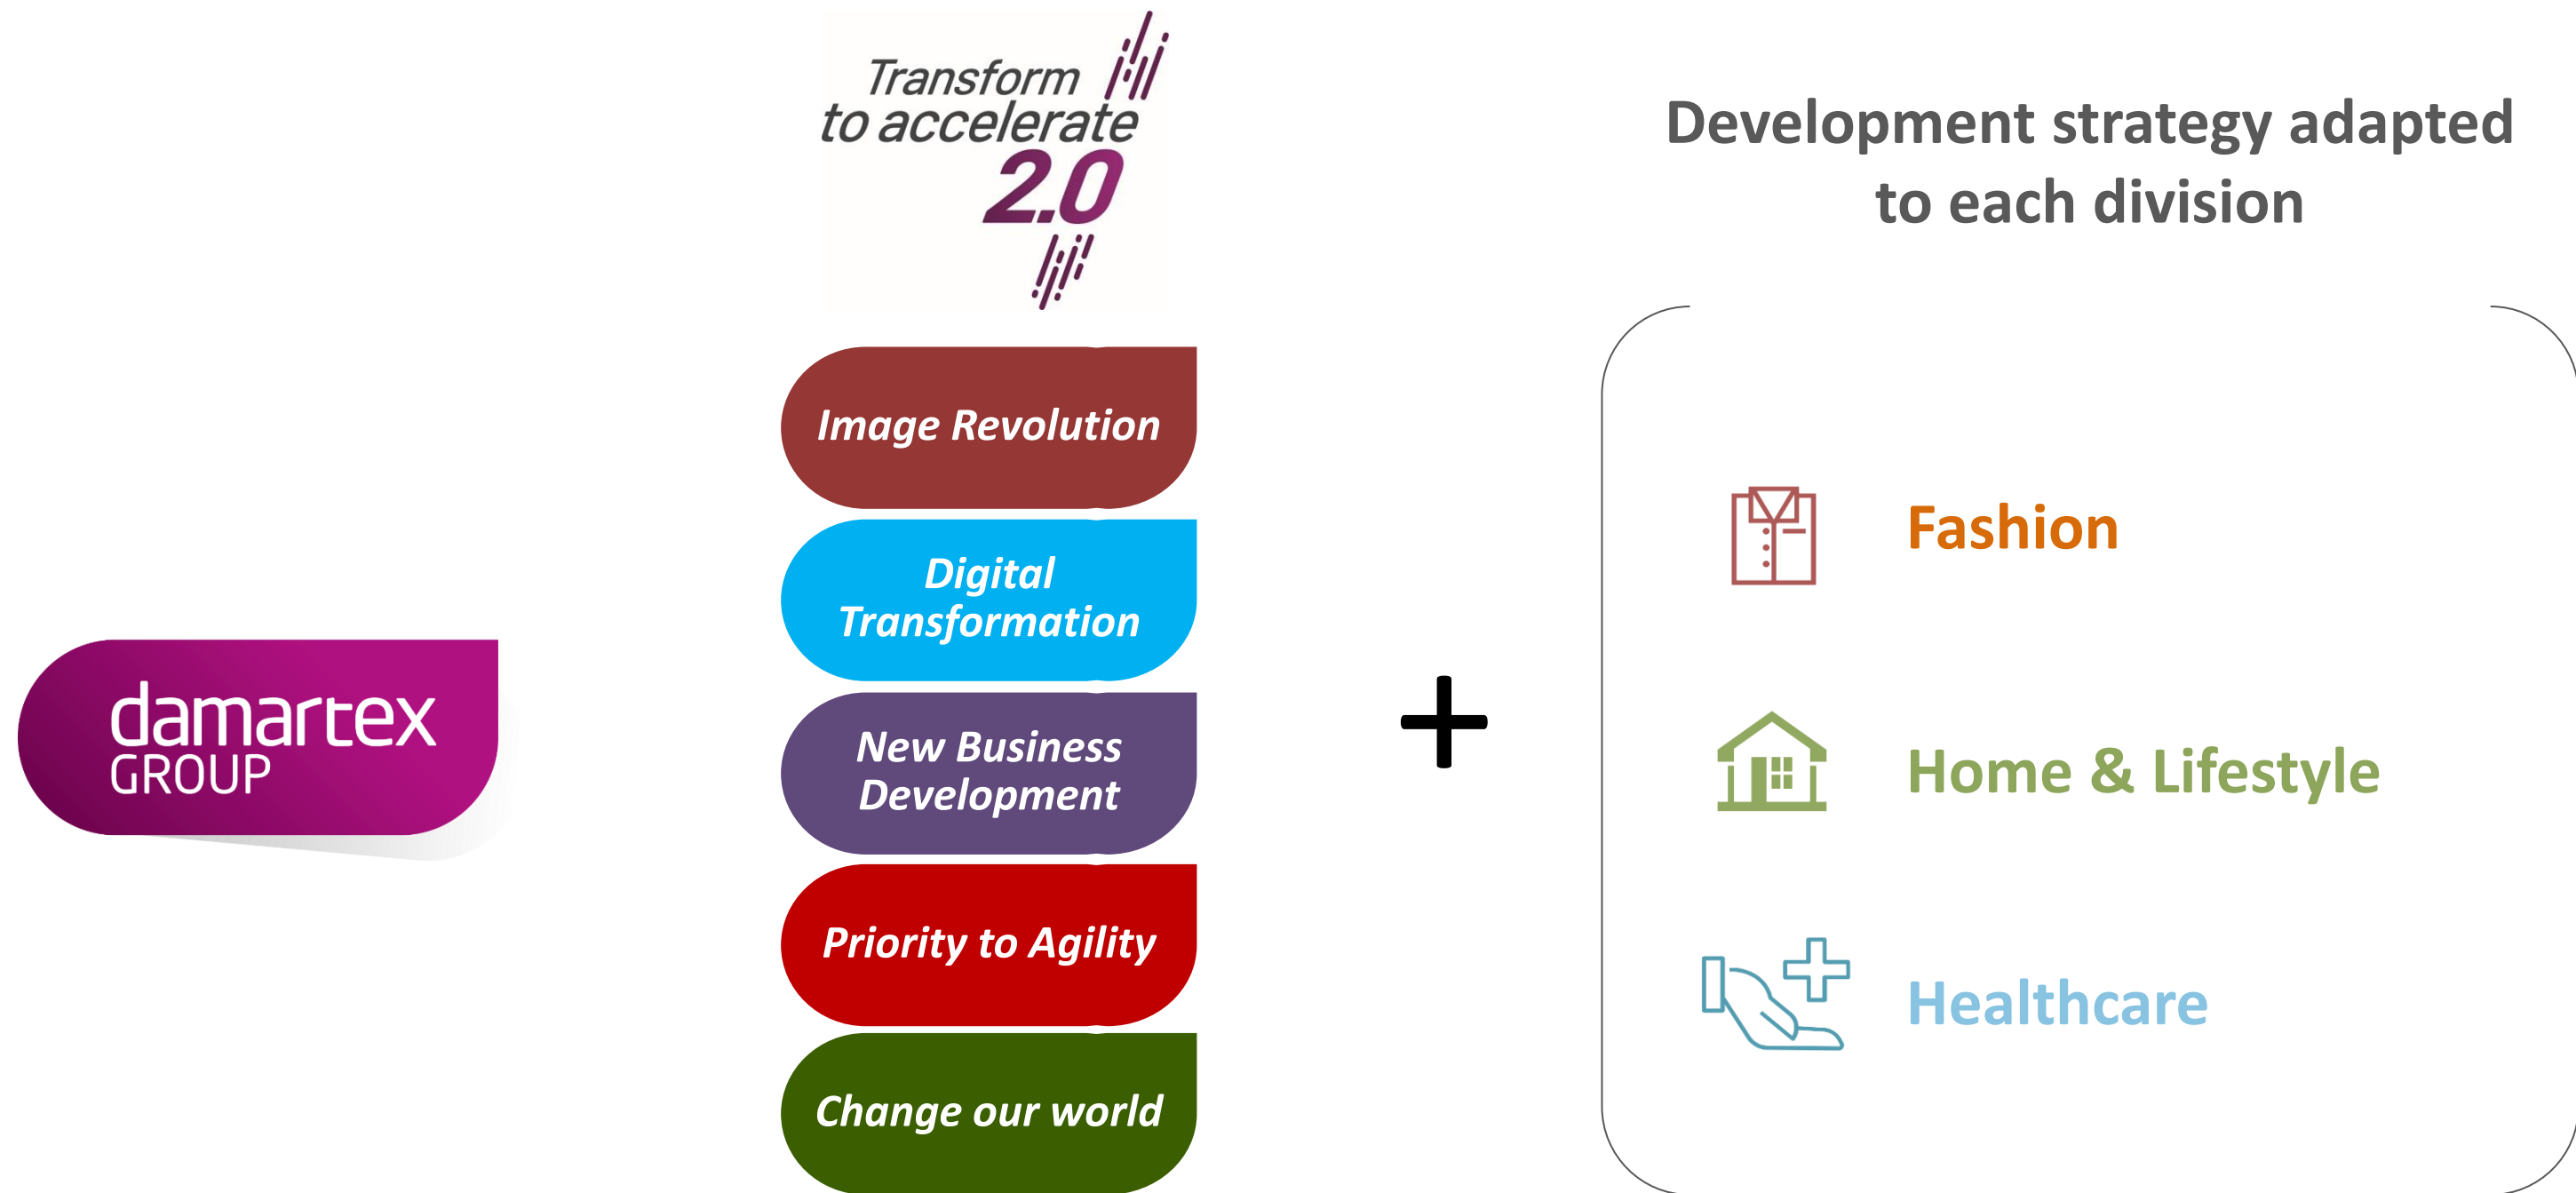 Transform
to accelerate
2.0
Development strategy adapted
to each division
damartex
GROUP
Image Revolution
Digital
Transformation
New Business
Development
Priority to Agility
Change our world
+
Fashion
Home & Lifestyle
Healthcare